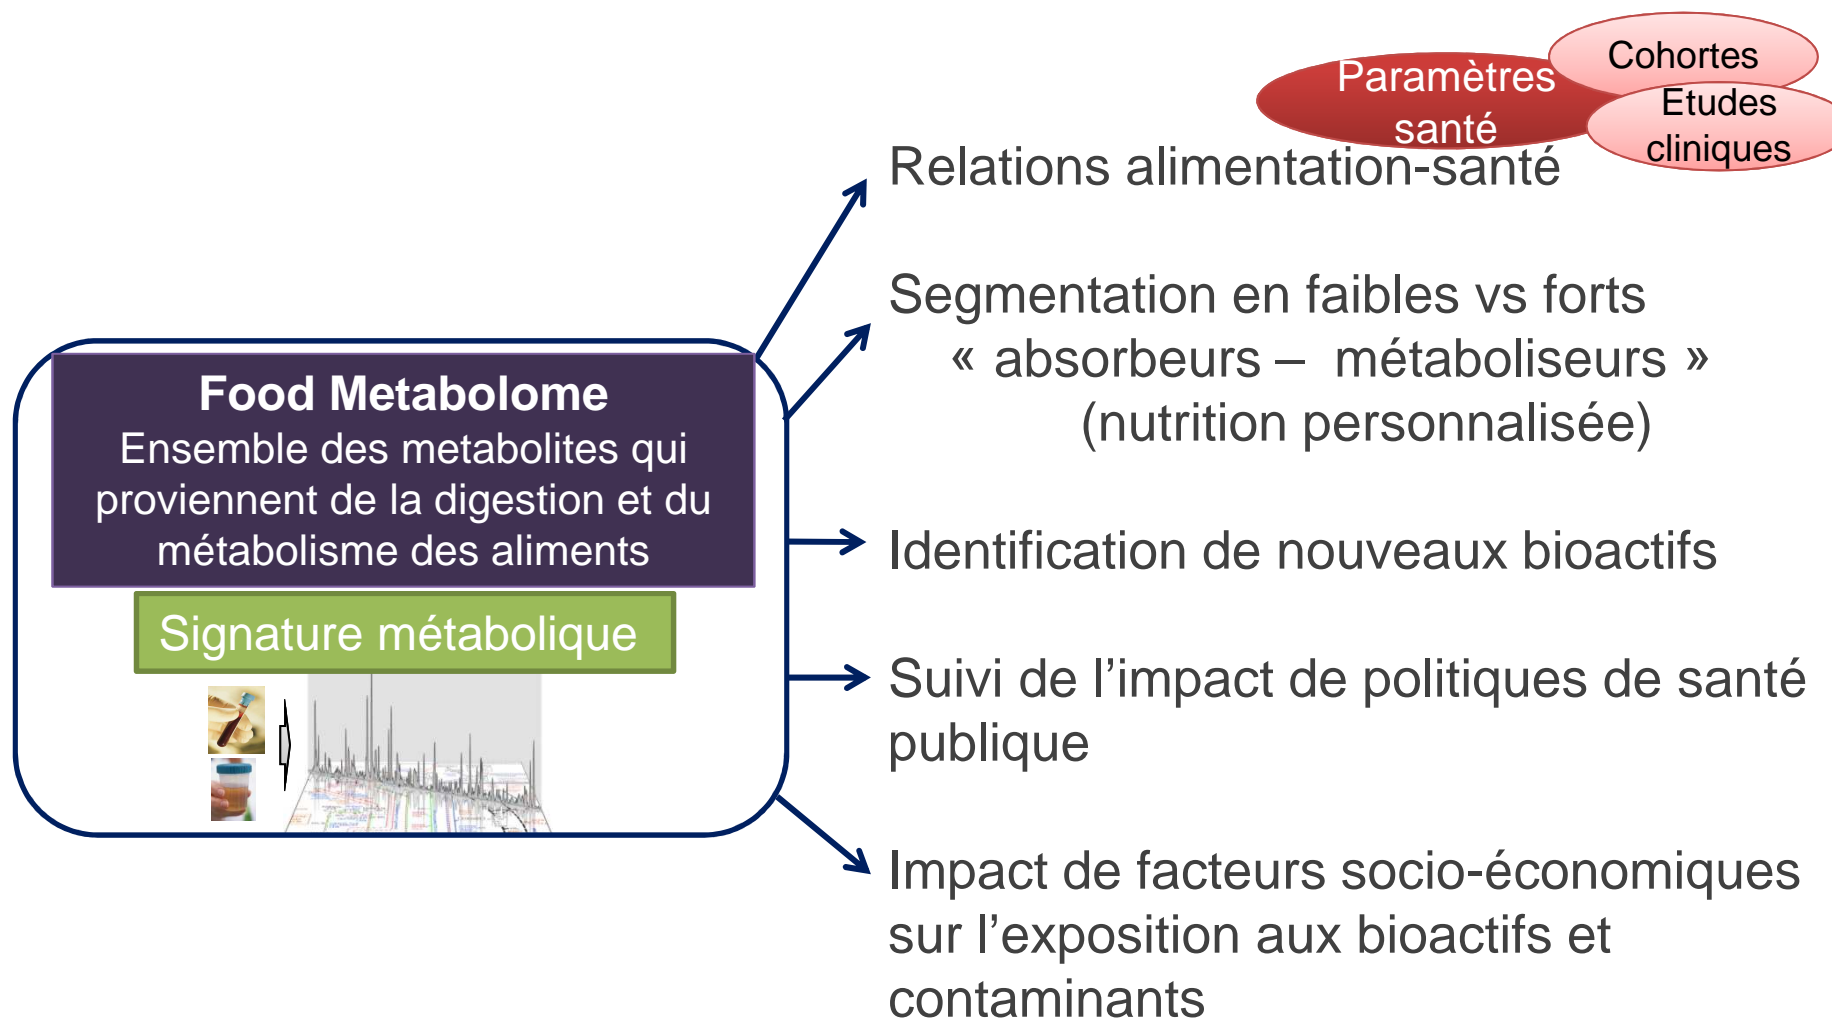 Cohortes
Paramètres
santé
Etudes
cliniques
Relations alimentation-santé
Segmentation en faibles vs forts
« absorbeurs – métaboliseurs »
(nutrition personnalisée)
Food Metabolome
Ensemble des metabolites qui
proviennent de la digestion et du
métabolisme des aliments
Signature métabolique
Identification de nouveaux bioactifs
Suivi de l’impact de politiques de santé
publique
Impact de facteurs socio-économiques
sur l’exposition aux bioactifs et
contaminants